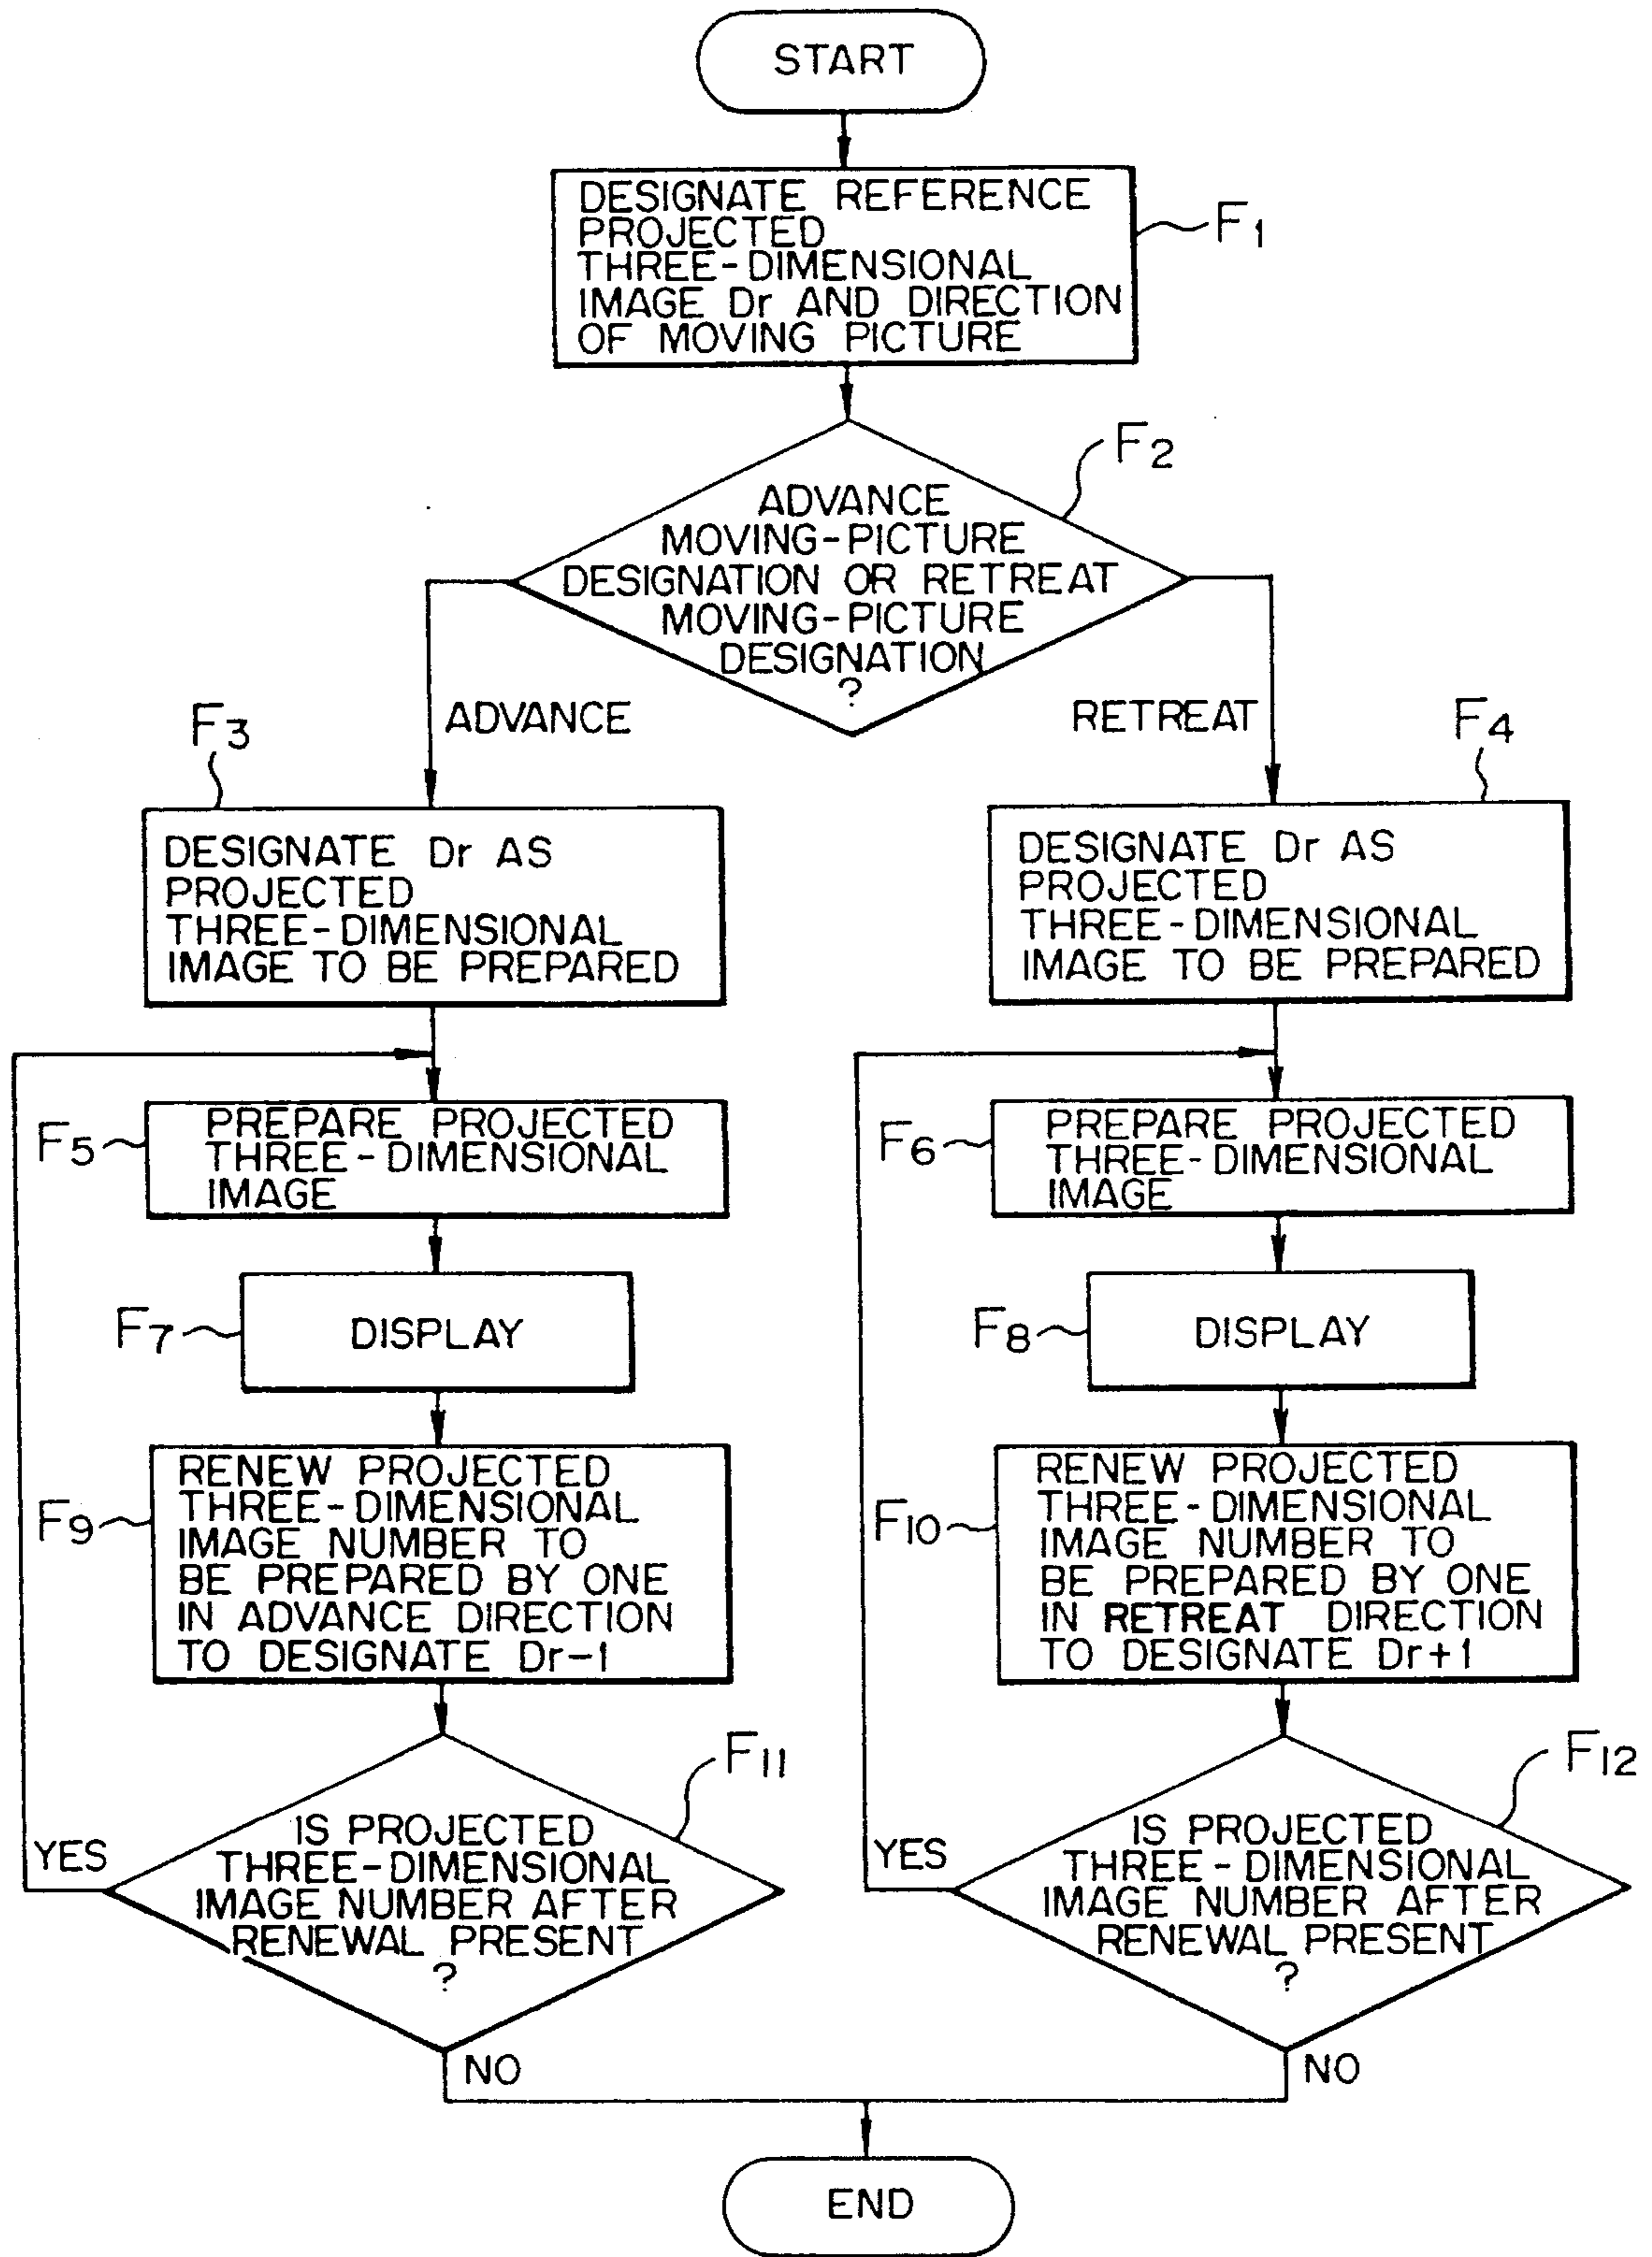 START
DESIGNATE REFERENCE
PROJECTED
THREE-DIMENSIONAL
IMAGE Dr AND DIRECTION
OF MOVING PICTURE
F1
F2
ADVANCE
MOVING-PICTURE
DESIGNATION OR RETREAT
MOVING-PICTURE
DESIGNATION
?
ADVANCE
RETREAT
F3
DESIGNATE Dr AS
PROJECTED
THREE-DIMENSIONAL
IMAGE TO BE PREPARED
F4
DESIGNATE Dr AS
PROJECTED
THREE-DIMENSIONAL
IMAGE TO BE PREPARED
F5
PREPARE PROJECTED
THREE-DIMENSIONAL
IMAGE
F6
PREPARE PROJECTED
THREE-DIMENSIONAL
IMAGE
F7
DISPLAY
F8
DISPLAY
F9
RENEW PROJECTED
THREE-DIMENSIONAL
IMAGE NUMBER TO
BE PREPARED BY ONE
IN ADVANCE DIRECTION
TO DESIGNATE Dr-1
F10
RENEW PROJECTED
THREE-DIMENSIONAL
IMAGE NUMBER TO
BE PREPARED BY ONE
IN RETREAT DIRECTION
TO DESIGNATE Dr+1
F11
YES
IS PROJECTED
THREE-DIMENSIONAL
IMAGE NUMBER AFTER
RENEWAL PRESENT
?
NO
F12
YES
IS PROJECTED
THREE-DIMENSIONAL
IMAGE NUMBER AFTER
RENEWAL PRESENT
?
NO
END